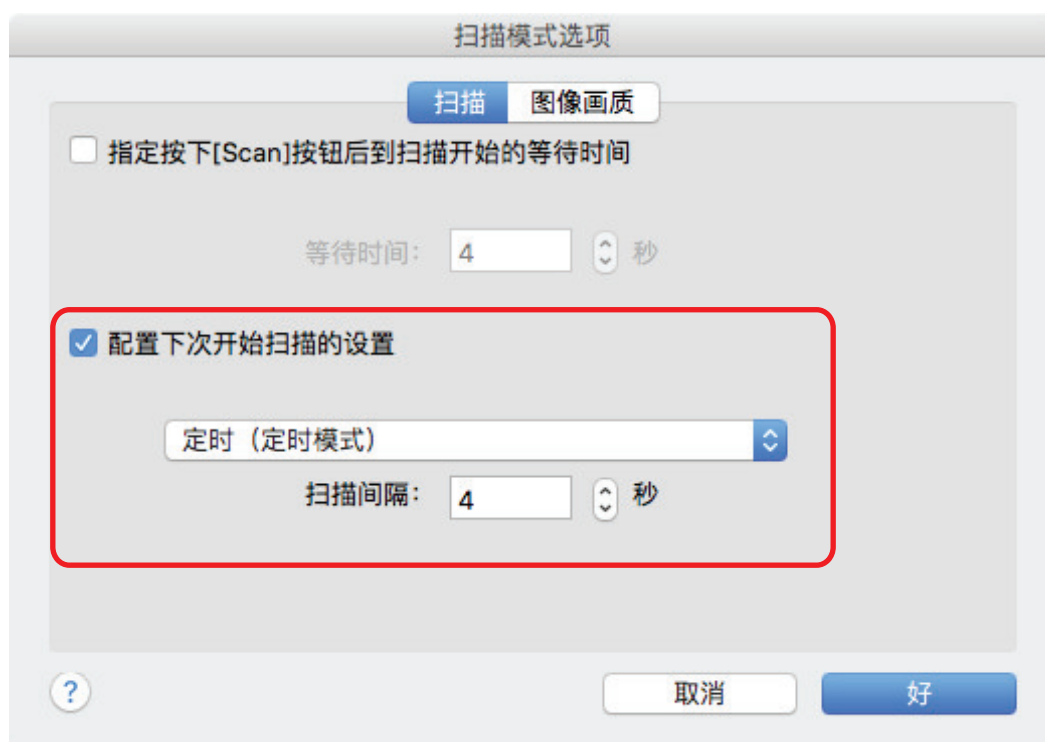 扫描模式选项
扫描 图像画质
指定按下[Scan]按钮后到扫描开始的等待时间
等待时间: 4 秒
配置下次开始扫描的设置
定时（定时模式）
扫描间隔: 4 秒
? 取消 好